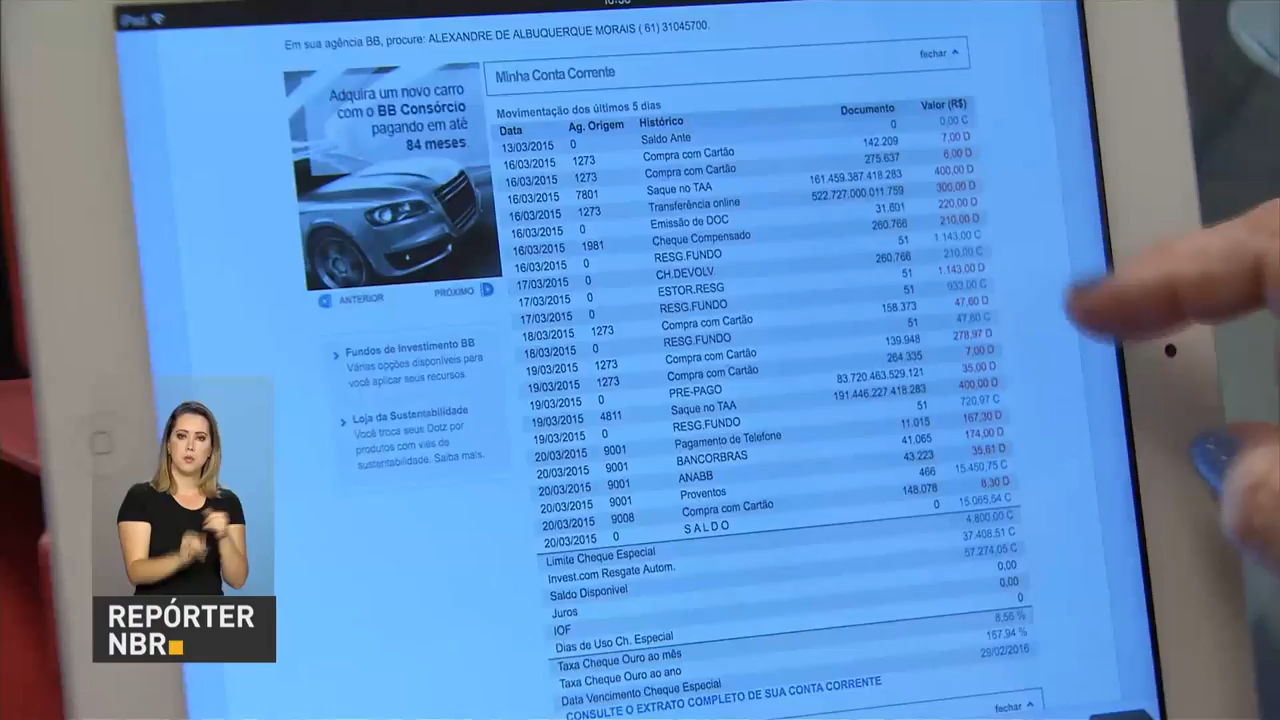 iPad
Em sua agência BB, procure: ALEXANDRE DE ALBUQUERQUE MORAIS ( 61) 31045700.
Adquira um novo carro
com o BB Consórcio
pagando em até
84 meses.
ANTERIOR PRÓXIMO
Fundos de Investimento BB
Várias opções disponíveis para
você aplicar seus recursos.
Loja da Sustentabilidade
Você troca seus Dotz por
produtos com viés de
sustentabilidade. Saiba mais.
Minha Conta Corrente fechar
Movimentação dos últimos 5 dias
Data Ag. Origem Histórico Documento Valor (R$)
13/03/2015 0 Saldo Ante 0 0,00 C
16/03/2015 1273 Compra com Cartão 142.209 7,00 D
16/03/2015 1273 Compra com Cartão 275.637 6,00 D
16/03/2015 7801 Saque no TAA 161.459.387.418.283 400,00 D
16/03/2015 1273 Transferência online 522.727.000.011.759 300,00 D
16/03/2015 0 Emissão de DOC 31.601 220,00 D
16/03/2015 1981 Cheque Compensado 260.766 210,00 D
16/03/2015 0 RESG.FUNDO 51 1.143,00 C
17/03/2015 0 CH.DEVOLV. 260.766 210,00 C
17/03/2015 0 ESTOR.RESG 51 1.143,00 D
17/03/2015 0 RESG.FUNDO 51 933,00 C
18/03/2015 1273 Compra com Cartão 158.373 47,60 D
18/03/2015 0 RESG.FUNDO 51 47,60 C
19/03/2015 1273 Compra com Cartão 139.948 278,97 D
19/03/2015 1273 Compra com Cartão 264.335 7,00 D
19/03/2015 0 PRE-PAGO 83.720.463.529.121 35,00 D
19/03/2015 4811 Saque no TAA 191.446.227.418.283 400,00 D
19/03/2015 0 RESG.FUNDO 51 720,97 C
20/03/2015 9001 Pagamento de Telefone 11.015 167,30 D
20/03/2015 9001 BANCORBRAS 41.065 174,00 D
20/03/2015 9001 ANABB 43.223 35,61 D
20/03/2015 9001 Proventos 466 15.450,75 C
20/03/2015 9008 Compra com Cartão 148.078 8,30 D
20/03/2015 0 S A L D O 0 15.065,54 C
Limite Cheque Especial 4.800,00 C
Invest.com Resgate Autom. 37.408,51 C
Saldo Disponível 57.274,05 C
Juros 0,00
IOF 0,00
Dias de Uso Ch. Especial 0
Taxa Cheque Ouro ao mês 8,56 %
Taxa Cheque Ouro ao ano 167,94 %
Data Vencimento Cheque Especial 29/02/2016
CONSULTE O EXTRATO COMPLETO DE SUA CONTA CORRENTE
fechar
REPÓRTER
NBR